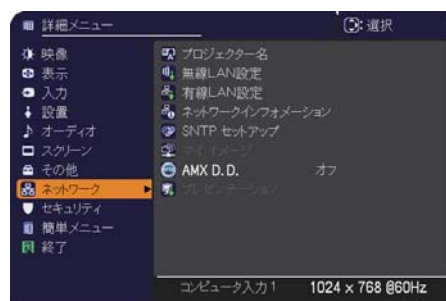 詳細メニュー
:選択
映像
表示
入力
設置
オーディオ
スクリーン
その他
ネットワーク
セキュリティ
簡単メニュー
終了
プロジェクター名
無線LAN設定
有線LAN設定
ネットワークインフォメーション
SNTP セットアップ
マイ イメージ
AMX D.D. オフ
プレゼンテーション
コンピュータ入力1 1024 x 768 @60Hz